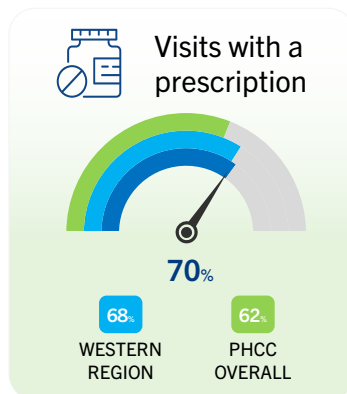 Visits with a
prescription
70%
68%
62%
WESTERN
REGION
PHCC
OVERALL